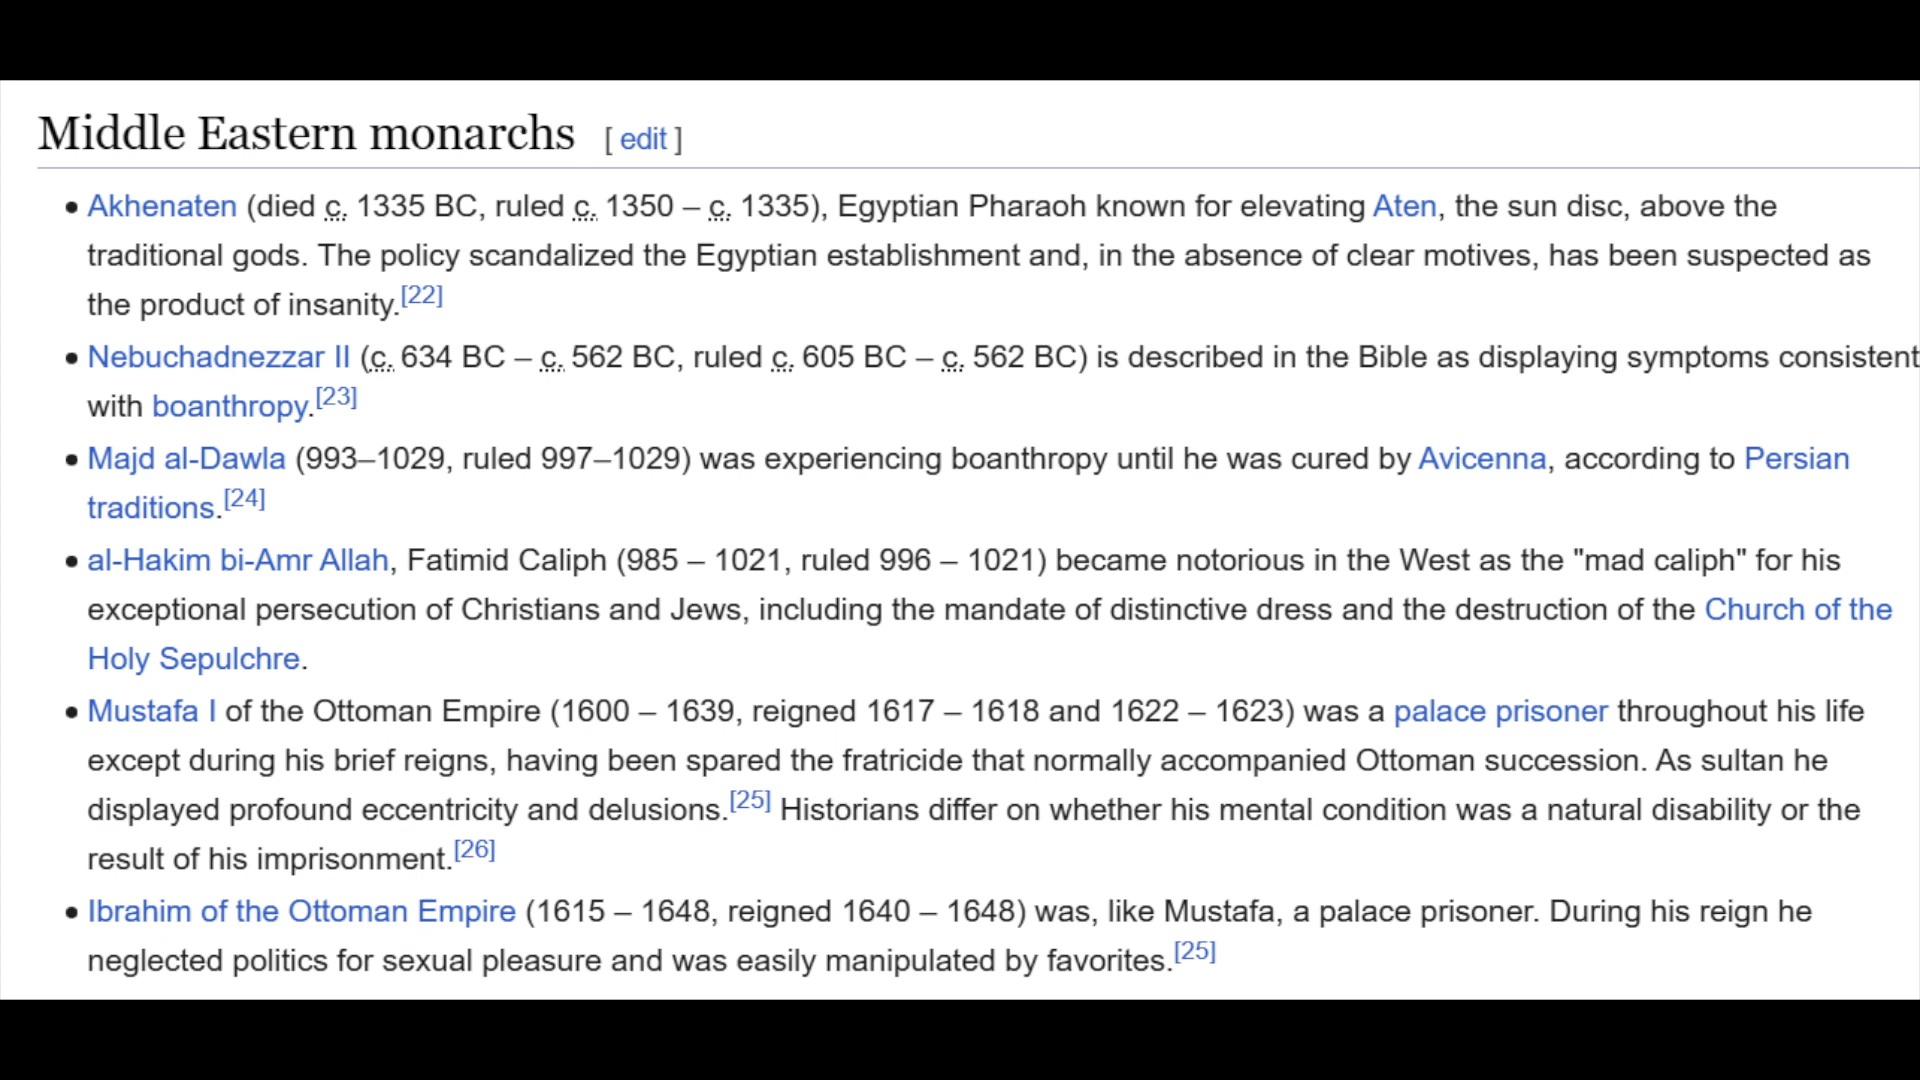 Middle Eastern monarchs [ edit ]
• Akhenaten (died c. 1335 BC, ruled c. 1350 – c. 1335), Egyptian Pharaoh known for elevating Aten, the sun disc, above the
traditional gods. The policy scandalized the Egyptian establishment and, in the absence of clear motives, has been suspected as
the product of insanity.[22]
• Nebuchadnezzar II (c. 634 BC – c. 562 BC, ruled c. 605 BC – c. 562 BC) is described in the Bible as displaying symptoms consistent
with boanthropy.[23]
• Majd al-Dawla (993–1029, ruled 997–1029) was experiencing boanthropy until he was cured by Avicenna, according to Persian
traditions.[24]
• al-Hakim bi-Amr Allah, Fatimid Caliph (985 – 1021, ruled 996 – 1021) became notorious in the West as the "mad caliph" for his
exceptional persecution of Christians and Jews, including the mandate of distinctive dress and the destruction of the Church of the
Holy Sepulchre.
• Mustafa I of the Ottoman Empire (1600 – 1639, reigned 1617 – 1618 and 1622 – 1623) was a palace prisoner throughout his life
except during his brief reigns, having been spared the fratricide that normally accompanied Ottoman succession. As sultan he
displayed profound eccentricity and delusions.[25] Historians differ on whether his mental condition was a natural disability or the
result of his imprisonment.[26]
• Ibrahim of the Ottoman Empire (1615 – 1648, reigned 1640 – 1648) was, like Mustafa, a palace prisoner. During his reign he
neglected politics for sexual pleasure and was easily manipulated by favorites.[25]